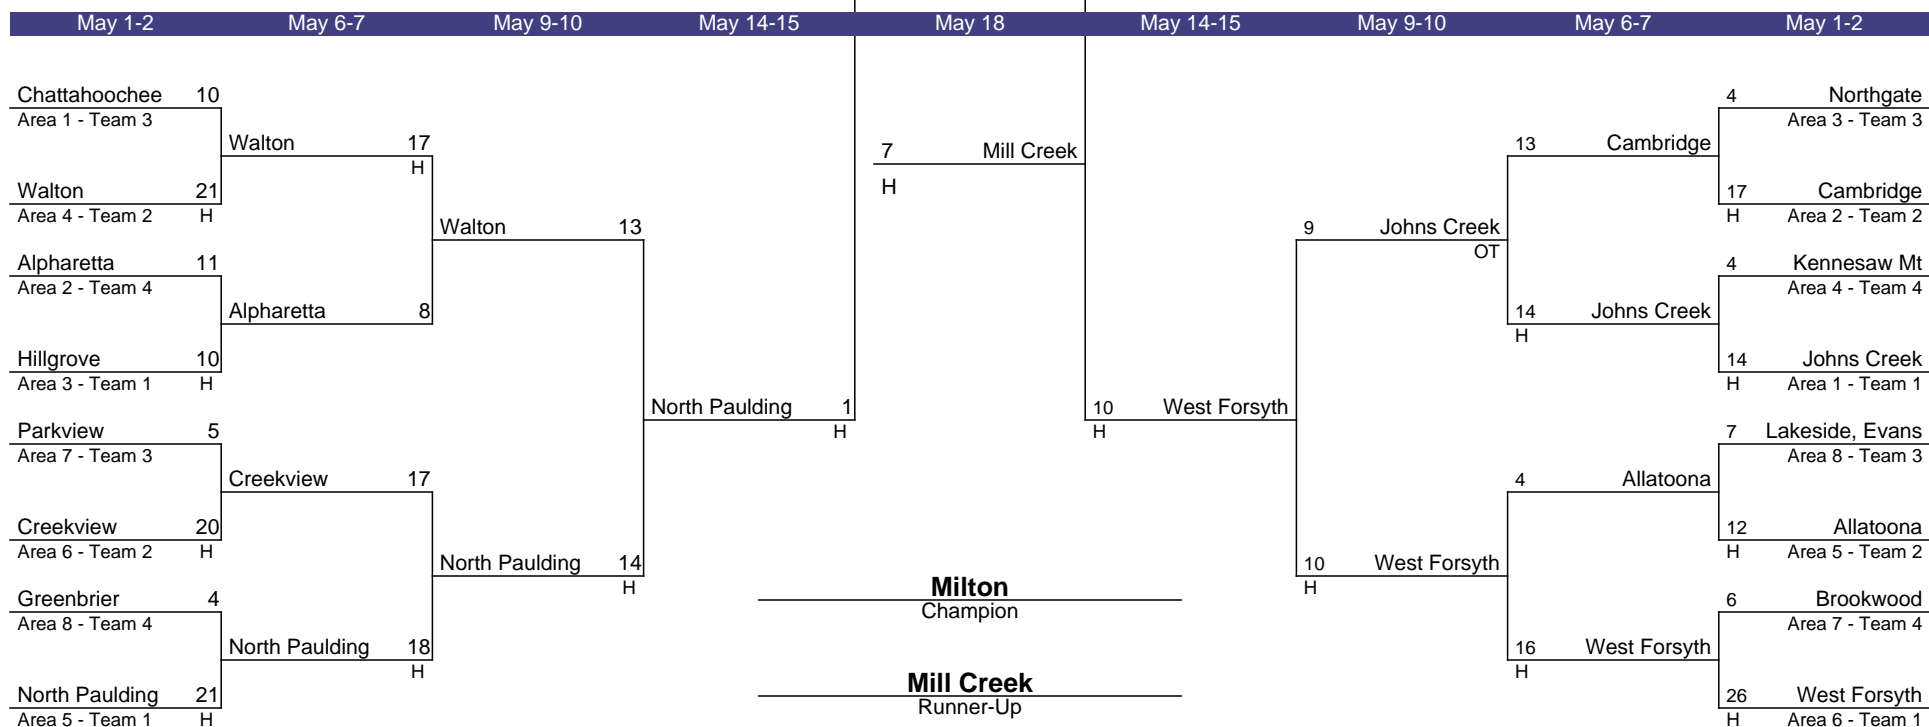 May 1-2 May 6-7 May 9-10 May 14-15 May 18 May 14-15 May 9-10 May 6-7 May 1-2
Chattahoochee 10
Area 1 - Team 3
Walton 17
H
Walton 21
Area 4 - Team 2 H
Walton 13
Alpharetta 11
Area 2 - Team 4
Alpharetta 8
Hillgrove 10
Area 3 - Team 1 H
North Paulding 1
H
Parkview 5
Area 7 - Team 3
Creekview 17
Creekview 20
Area 6 - Team 2 H
North Paulding 14
H
Greenbrier 4
Area 8 - Team 4
North Paulding 18
H
North Paulding 21
Area 5 - Team 1 H
7 Mill Creek
H
Milton
Champion
Mill Creek
Runner-Up
4 Northgate
Area 3 - Team 3
13 Cambridge
17 Cambridge
H Area 2 - Team 2
9 Johns Creek
OT
4 Kennesaw Mt
Area 4 - Team 4
14 Johns Creek
H
14 Johns Creek
H Area 1 - Team 1
10 West Forsyth
H
7 Lakeside, Evans
Area 8 - Team 3
4 Allatoona
12 Allatoona
H Area 5 - Team 2
10 West Forsyth
H
6 Brookwood
Area 7 - Team 4
16 West Forsyth
H
26 West Forsyth
H Area 6 - Team 1